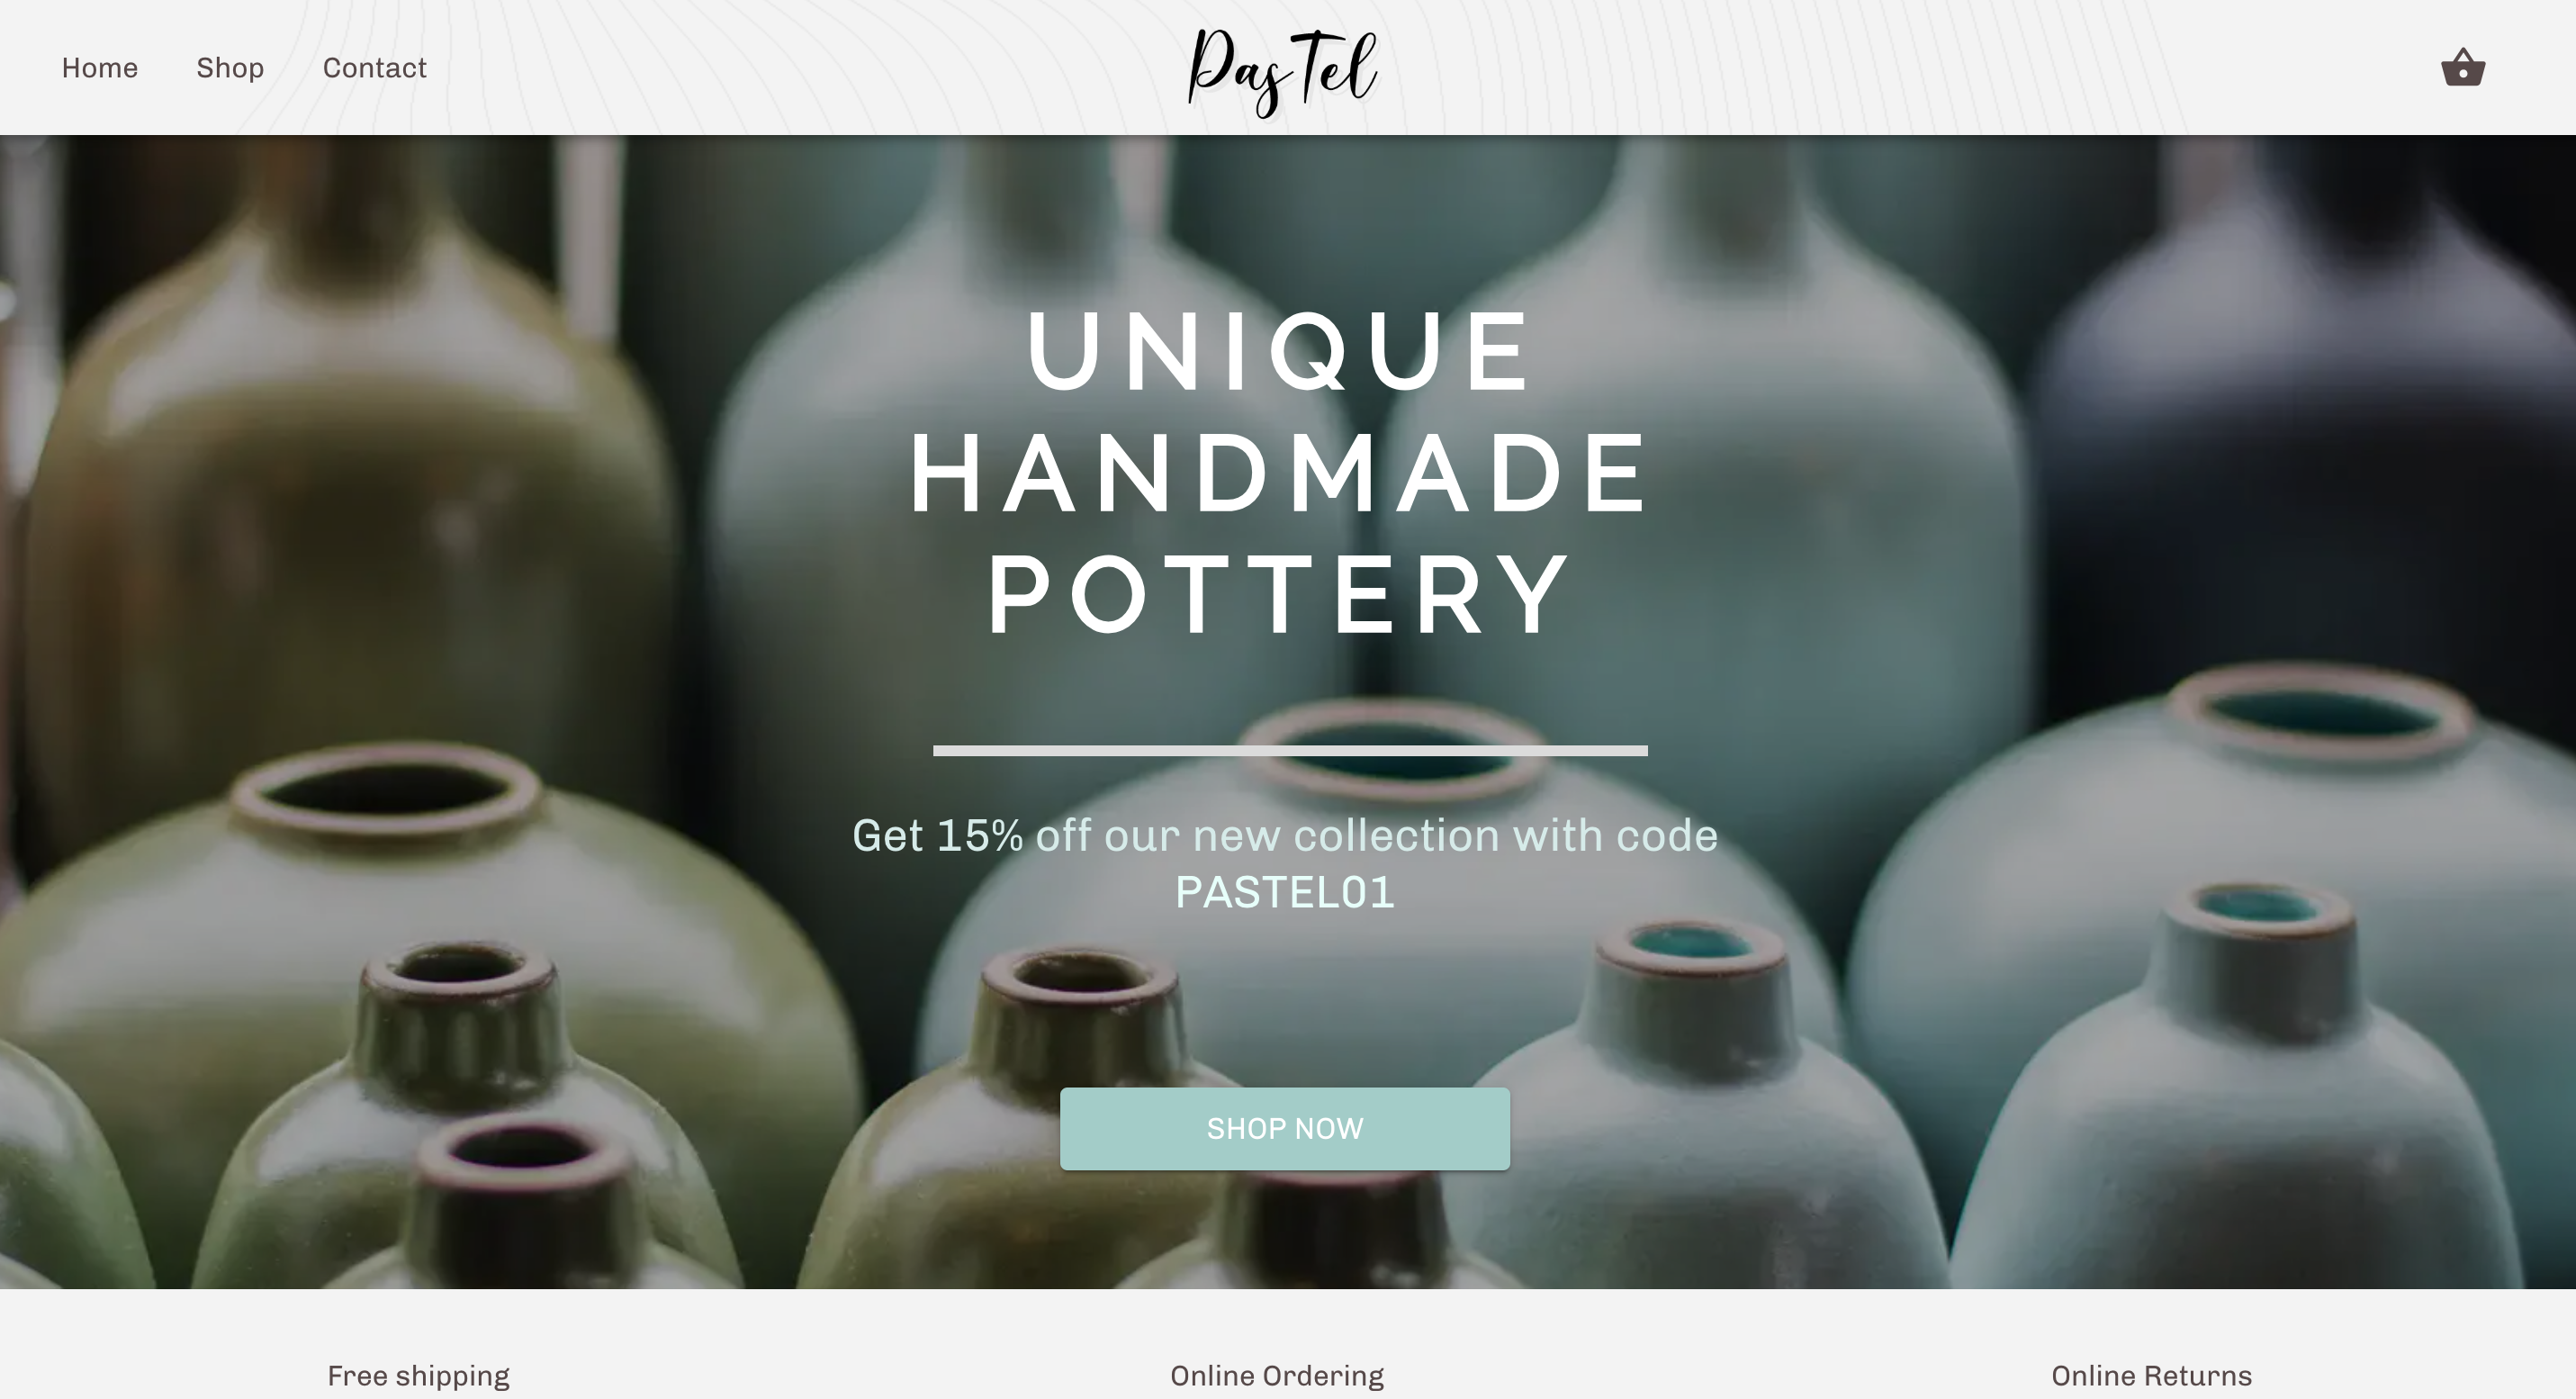 Home
Shop
Contact
PasTel
UNIQUE
HANDMADE
POTTERY
Get 15% off our new collection with code
PASTEL01
SHOP NOW
Free shipping
Online Ordering
Online Returns